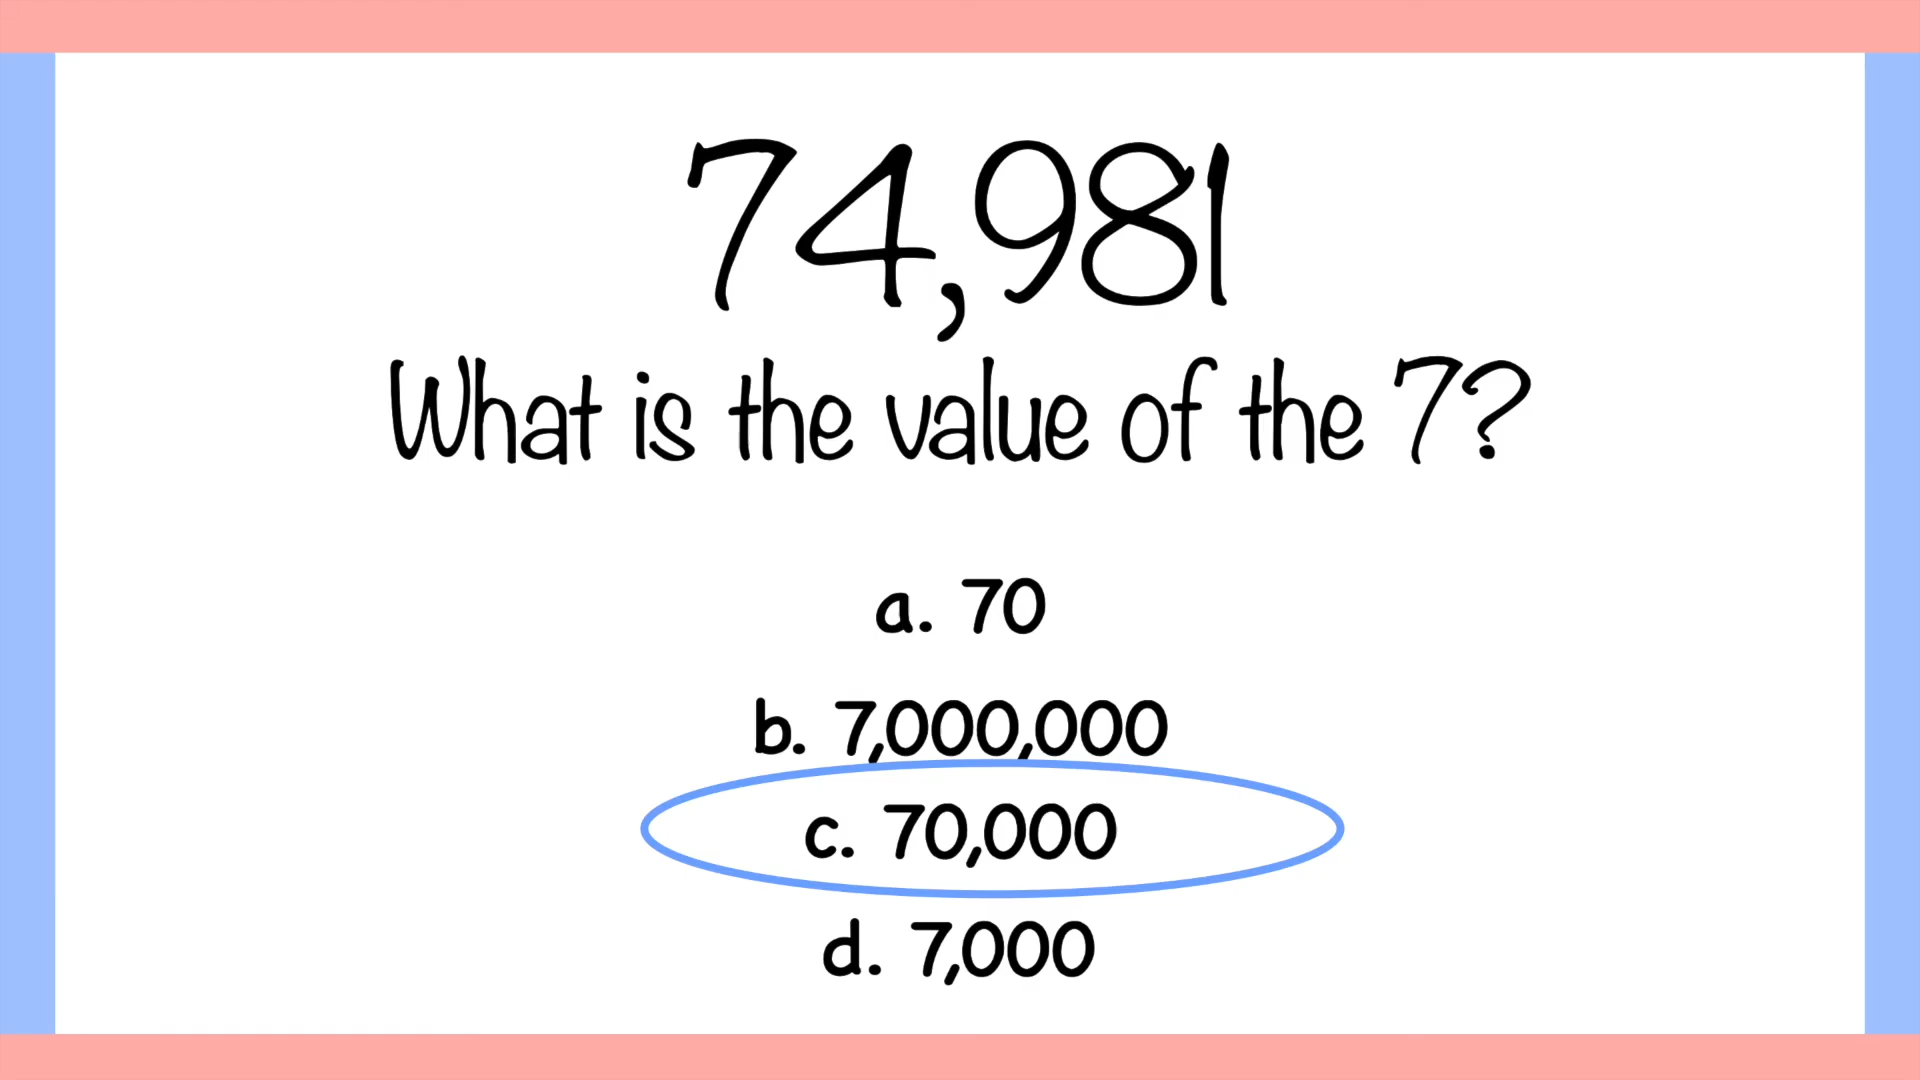 74,981
What is the value of the 7?
a. 70
b. 7,000,000
c. 70,000
d. 7,000